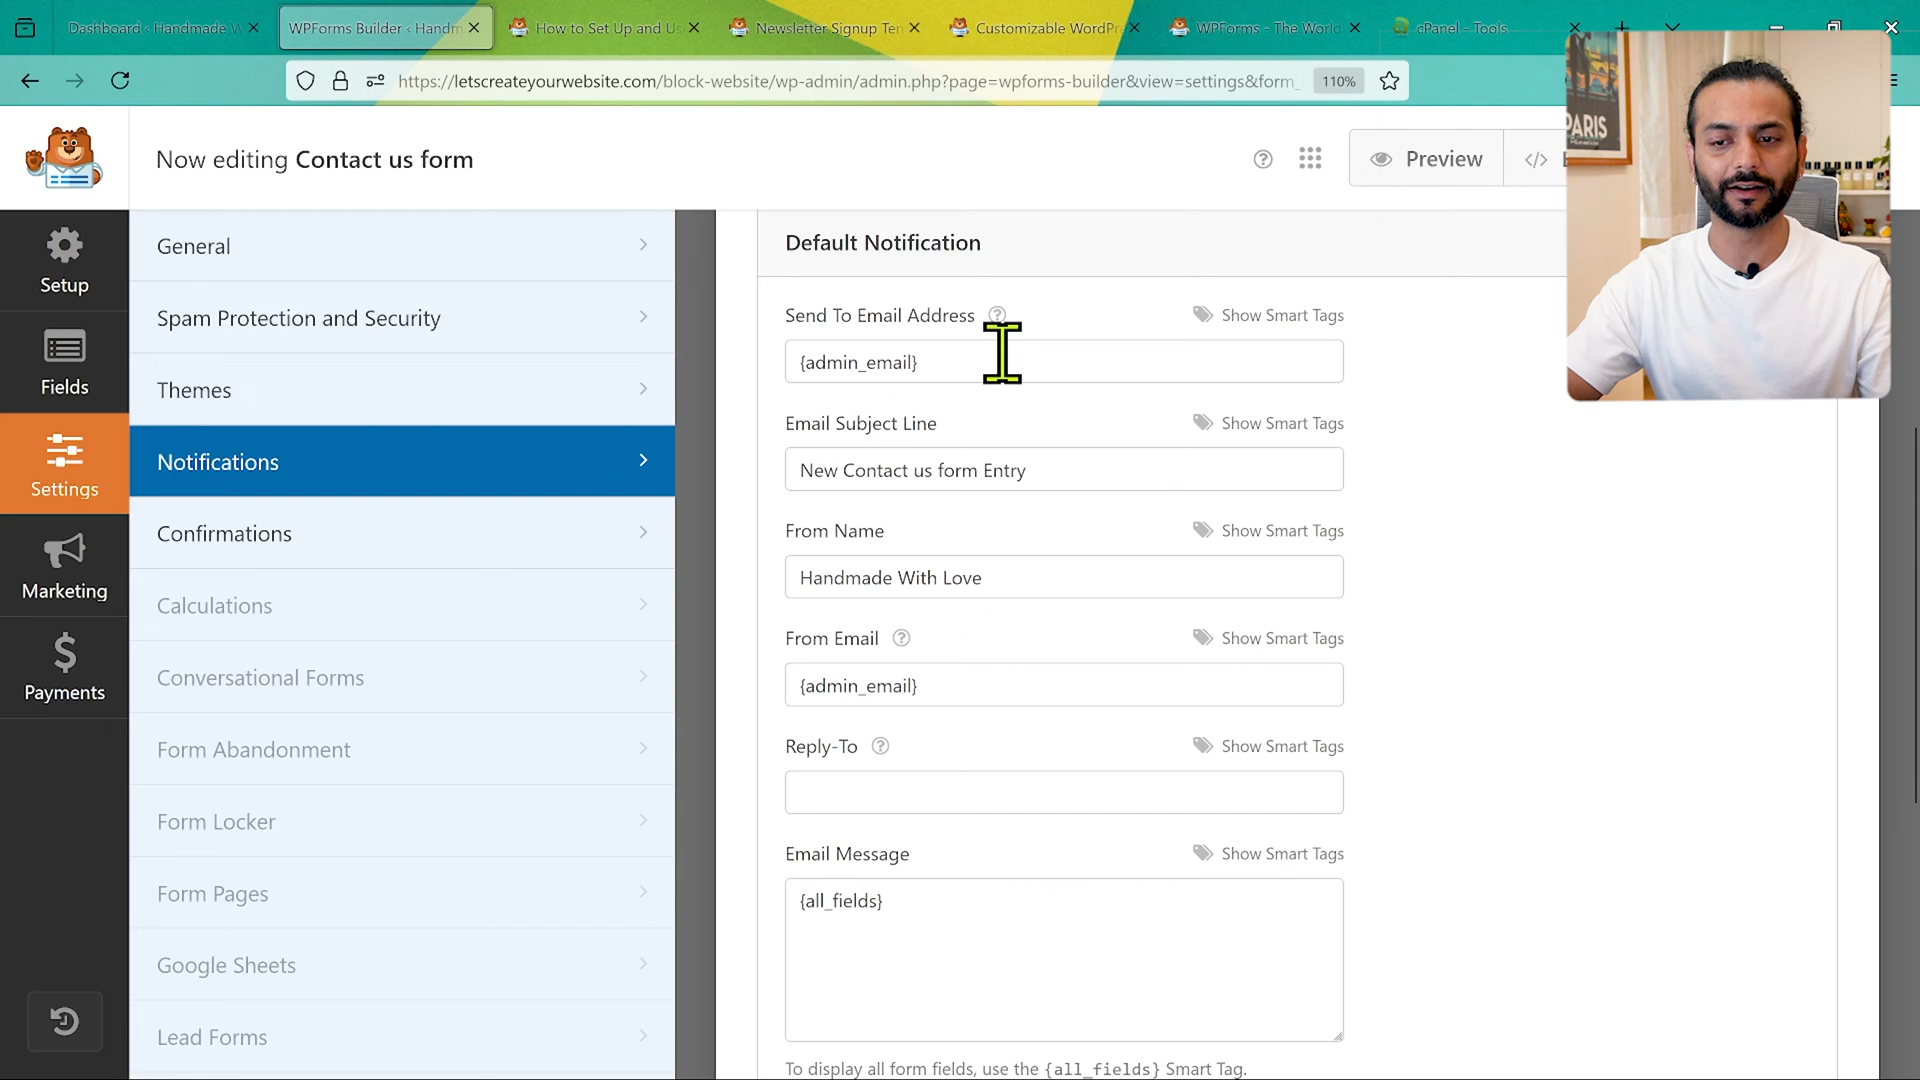 Dashboard ‹ Handmade W
WPForms Builder ‹ Handm
How to Set Up and Us
Newsletter Signup Tem
Customizable WordPr
WPForms - The World
cPanel - Tools
https://letscreateyourwebsite.com/block-website/wp-admin/admin.php?page=wpforms-builder&view=settings&form_
110%
PARIS
Now editing Contact us form
Preview
Setup
Fields
Settings
Marketing
Payments
General
Spam Protection and Security
Themes
Notifications
Confirmations
Calculations
Conversational Forms
Form Abandonment
Form Locker
Form Pages
Google Sheets
Lead Forms
Default Notification
Send To Email Address
Show Smart Tags
{admin_email}
Email Subject Line
Show Smart Tags
New Contact us form Entry
From Name
Show Smart Tags
Handmade With Love
From Email
Show Smart Tags
{admin_email}
Reply-To
Show Smart Tags
Email Message
Show Smart Tags
{all_fields}
To display all form fields, use the {all_fields} Smart Tag.